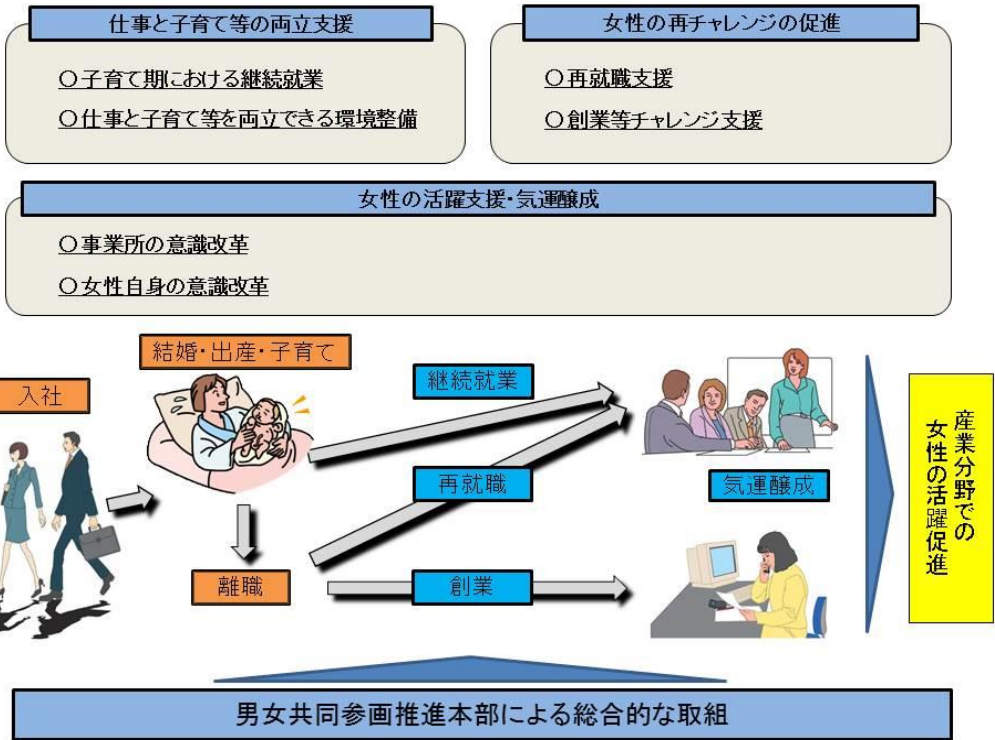 仕事と子育て等の両立支援
○子育て期における継続就業
○仕事と子育て等を両立できる環境整備
女性の再チャレンジの促進
○再就職支援
○創業等チャレンジ支援
女性の活躍支援・気運醸成
○事業所の意識改革
○女性自身の意識改革
入社
結婚・出産・子育て
離職
継続就業
再就職
創業
気運醸成
産業分野での
女性の活躍促進
男女共同参画推進本部による総合的な取組